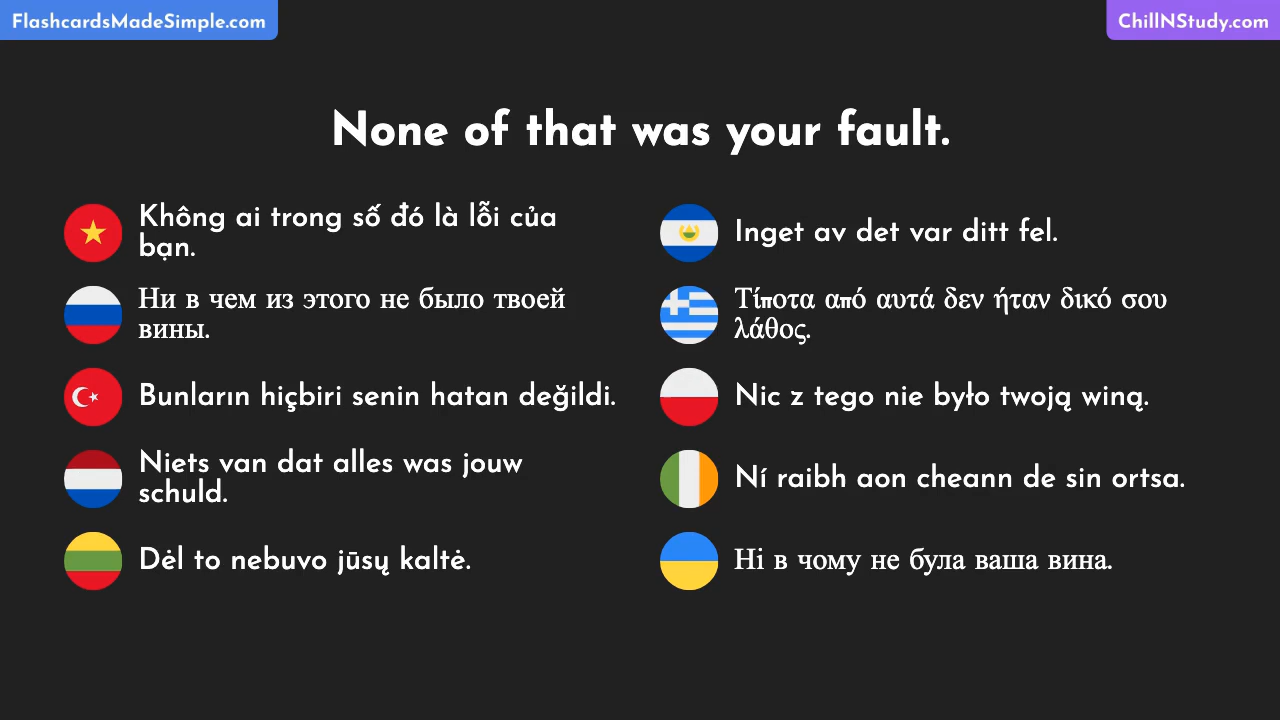 FlashcardsMadeSimple.com
ChillNStudy.com
None of that was your fault.
Không ai trong số đó là lỗi của
bạn.
Ни в чем из этого не было твоей
вины.
Bunların hiçbiri senin hatan değildi.
Niets van dat alles was jouw
schuld.
Dėl to nebuvo jūsų kaltė.
Inget av det var ditt fel.
Τίποτα από αυτά δεν ήταν δικό σου
λάθος.
Nic z tego nie było twoją winą.
Ní raibh aon cheann de sin ortsa.
Ні в чому не була ваша вина.